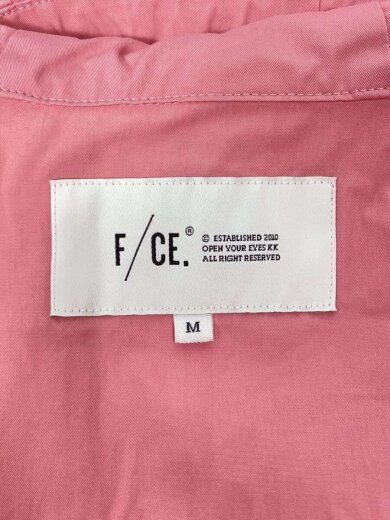 F/CE.®
© ESTABLISHED 2010
OPEN YOUR EYES KK
ALL RIGHT RESERVED
M